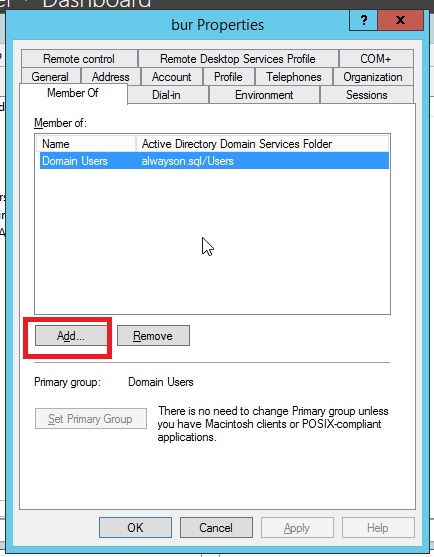 Dashboard
bur Properties
?
x
Remote control
Remote Desktop Services Profile
COM+
General
Address
Account
Profile
Telephones
Organization
Member Of
Dial-in
Environment
Sessions
Member of:
Name
Active Directory Domain Services Folder
Domain Users
alwayson.sql/Users
Add...
Remove
Primary group:
Domain Users
Set Primary Group
There is no need to change Primary group unless
you have Macintosh clients or POSIX-compliant
applications.
OK
Cancel
Apply
Help